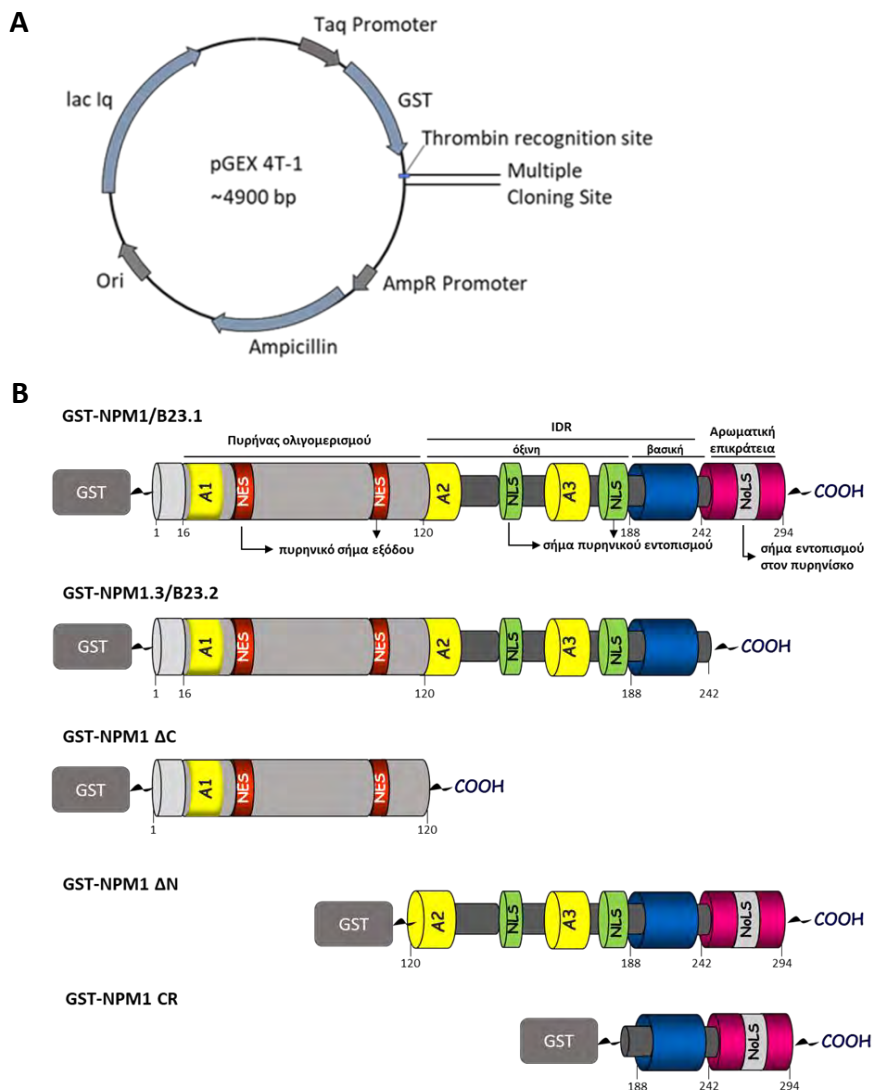 A
Taq Promoter
lac Iq
GST
Thrombin recognition site
pGEX 4T-1
~4900 bp
Multiple
Cloning Site
Ori
AmpR Promoter
Ampicillin
B
GST-NPM1/B23.1
IDR
Πυρήνας ολιγομερισμού
όξινη
βασική
Αρωματική
επικράτεια
GST
A1
NES
NES
A2
NLS
A3
NLS
NoLS
COOH
1
16
120
188
242
294
πυρηνικό σήμα εξόδου
σήμα πυρηνικού εντοπισμού
σήμα εντοπισμού
στον πυρηνίσκο
GST-NPM1.3/B23.2
GST
A1
NES
NES
A2
NLS
A3
NLS
COOH
1
16
120
188
242
GST-NPM1 ΔC
GST
A1
NES
NES
COOH
1
120
GST-NPM1 ΔN
GST
A2
NLS
A3
NLS
NoLS
COOH
120
188
242
294
GST-NPM1 CR
GST
NoLS
COOH
188
242
294